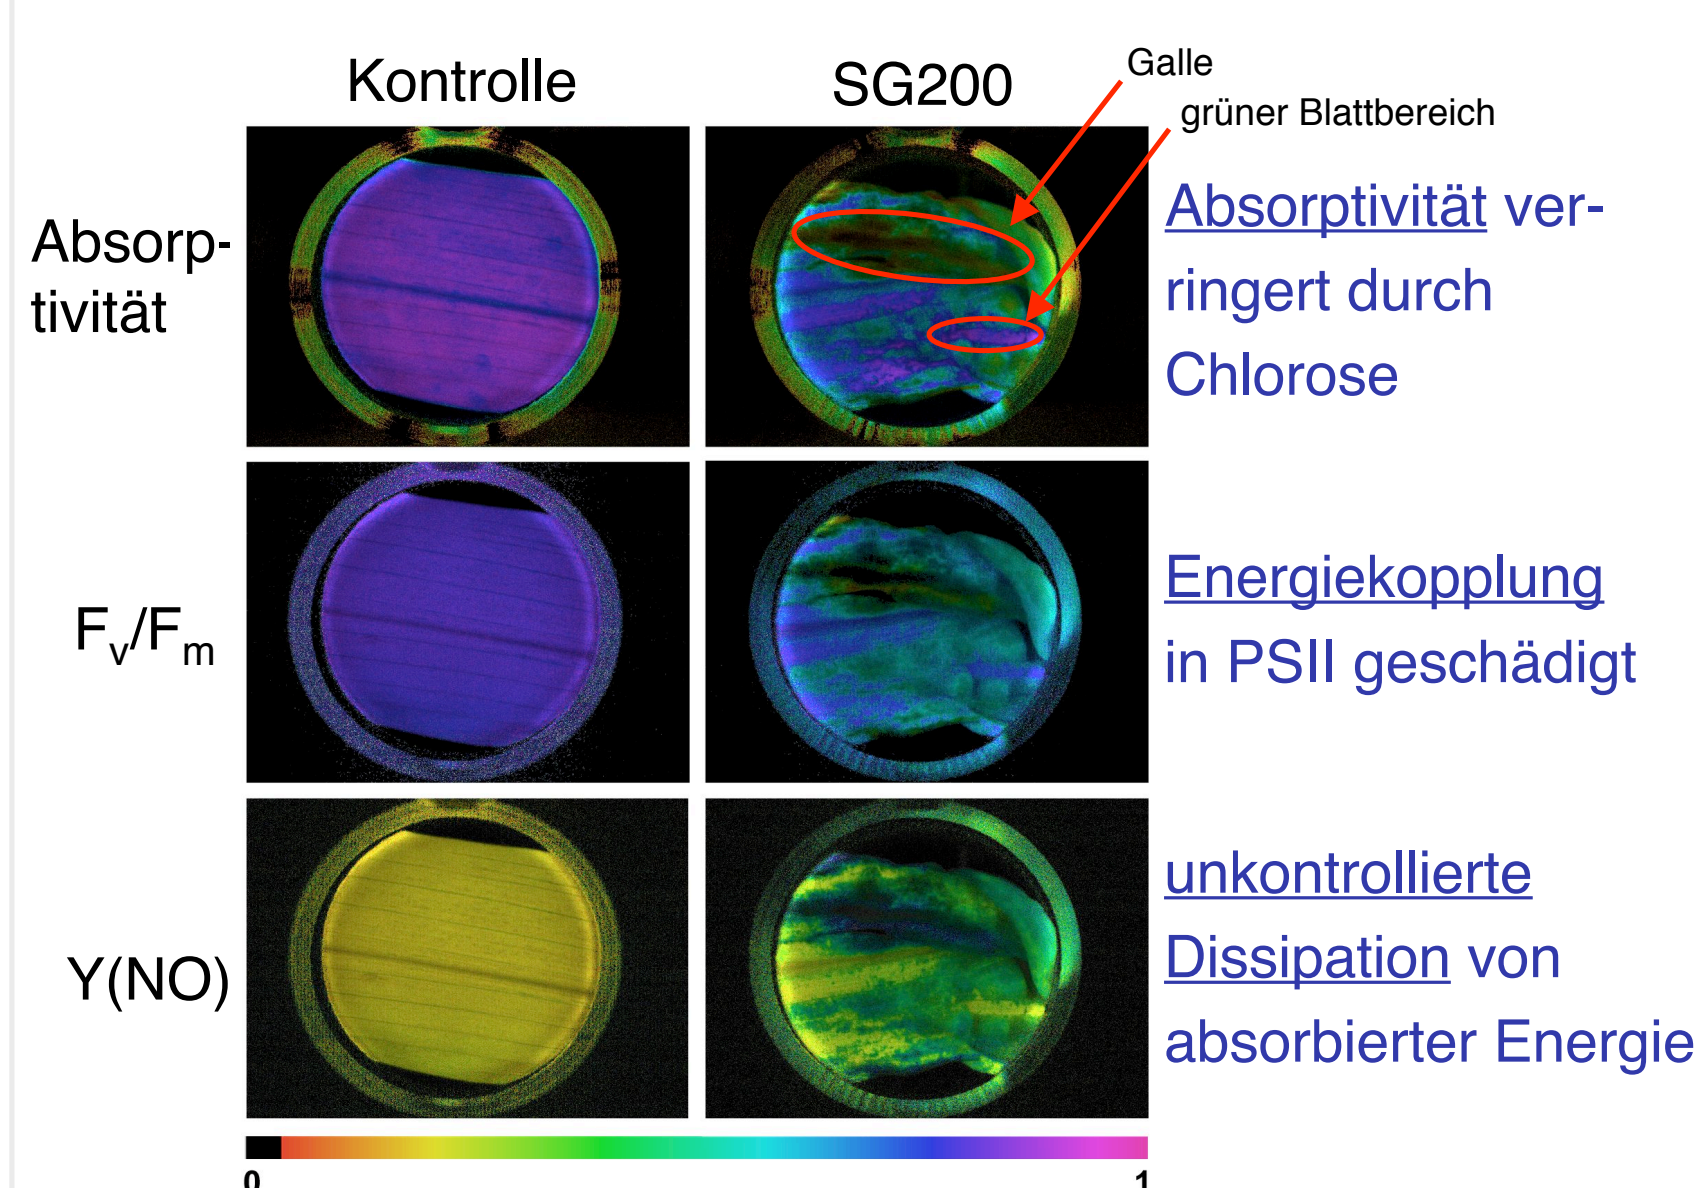 Kontrolle
SG200
Galle
grüner Blattbereich
Absorp-
tivität
Absorptivität ver-
ringert durch
Chlorose
Fv/Fm
Energiekopplung
in PSII geschädigt
Y(NO)
unkontrollierte
Dissipation von
absorbierter Energie
0
1